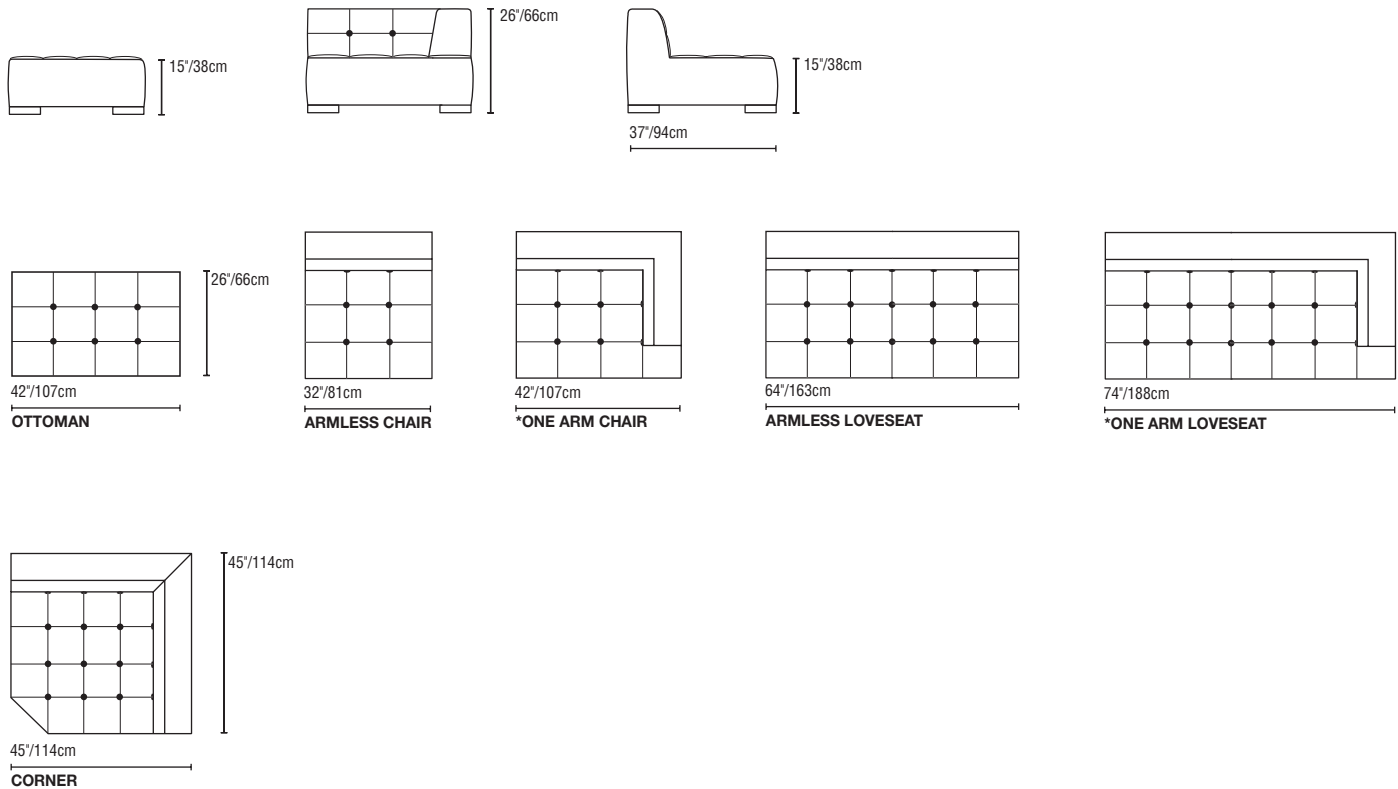 26"/66cm
15"/38cm
15"/38cm
37"/94cm
26"/66cm
42"/107cm
OTTOMAN
32"/81cm
ARMLESS CHAIR
42"/107cm
*ONE ARM CHAIR
64"/163cm
ARMLESS LOVESEAT
74"/188cm
*ONE ARM LOVESEAT
45"/114cm
45"/114cm
CORNER